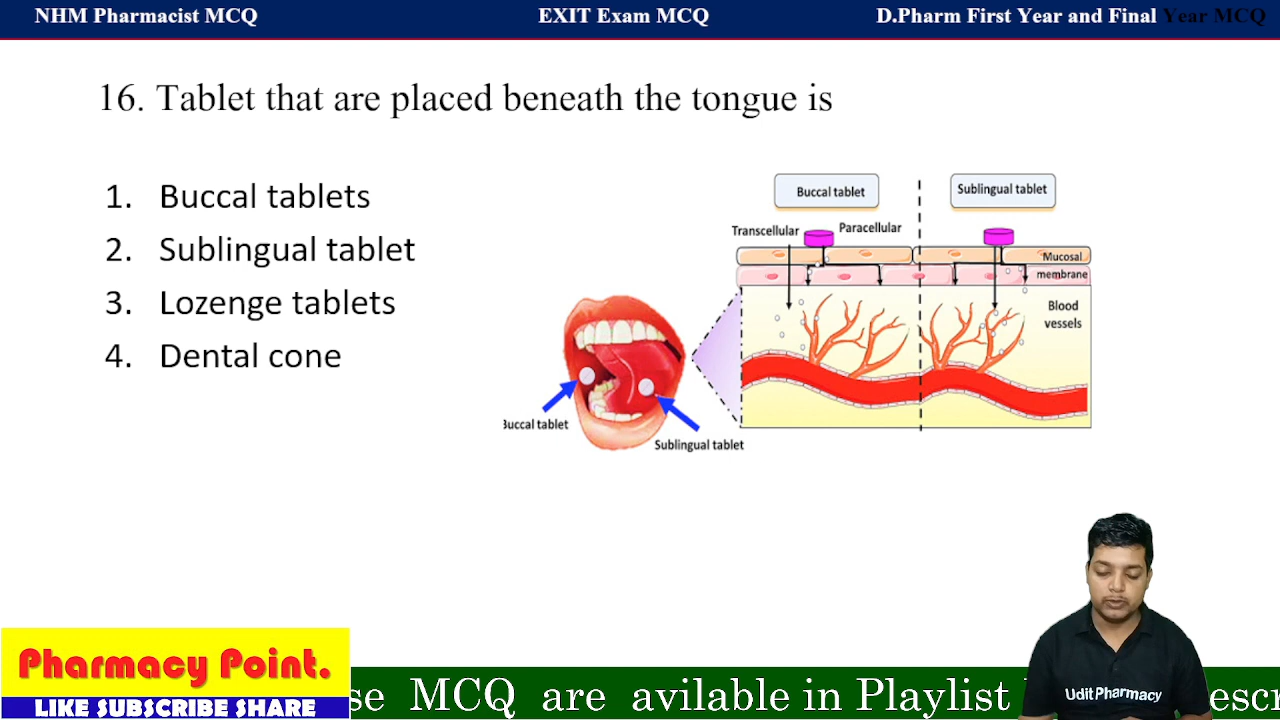 NHM Pharmacist MCQ EXIT Exam MCQ D.Pharm First Year and Final Year MCQ
16. Tablet that are placed beneath the tongue is
1. Buccal tablets
2. Sublingual tablet
3. Lozenge tablets
4. Dental cone
Buccal tablet
Sublingual tablet
Transcellular
Paracellular
Mucosal
membrane
Blood
vessels
Buccal tablet
Sublingual tablet
Pharmacy Point.
LIKE SUBSCRIBE SHARE
se MCQ are avilable in Playlist
escr
Udit Pharmacy